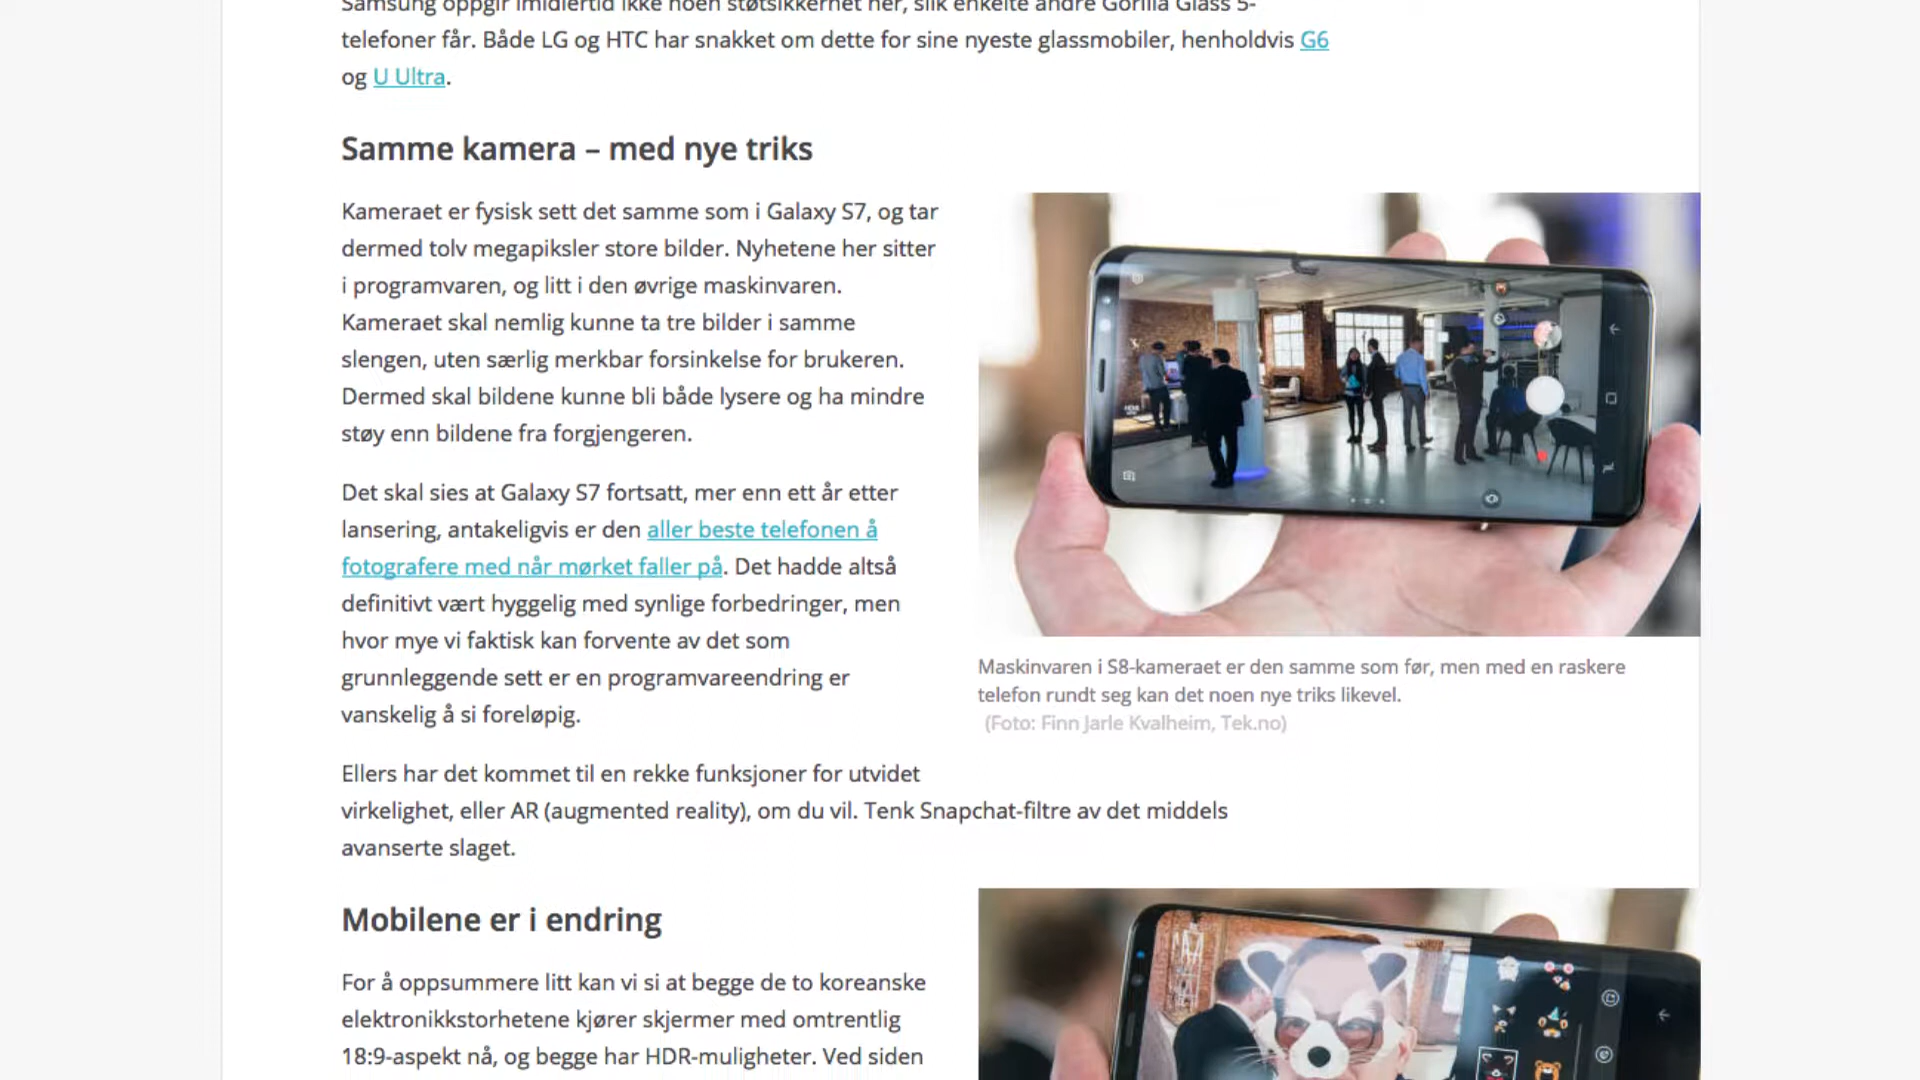 Samsung oppgir imidlertid ikke noen støtsikkerhet her, slik enkelte andre Gorilla Glass 5-
telefoner får. Både LG og HTC har snakket om dette for sine nyeste glassmobiler, henholdvis G6
og U Ultra.
Samme kamera – med nye triks
Kameraet er fysisk sett det samme som i Galaxy S7, og tar
dermed tolv megapiksler store bilder. Nyhetene her sitter
i programvaren, og litt i den øvrige maskinvaren.
Kameraet skal nemlig kunne ta tre bilder i samme
slengen, uten særlig merkbar forsinkelse for brukeren.
Dermed skal bildene kunne bli både lysere og ha mindre
støy enn bildene fra forgjengeren.
Det skal sies at Galaxy S7 fortsatt, mer enn ett år etter
lansering, antakeligvis er den aller beste telefonen å
fotografere med når mørket faller på. Det hadde altså
definitivt vært hyggelig med synlige forbedringer, men
hvor mye vi faktisk kan forvente av det som
grunnleggende sett er en programvareendring er
vanskelig å si foreløpig.
Maskinvaren i S8-kameraet er den samme som før, men med en raskere
telefon rundt seg kan det noen nye triks likevel.
(Foto: Finn Jarle Kvalheim, Tek.no)
Ellers har det kommet til en rekke funksjoner for utvidet
virkelighet, eller AR (augmented reality), om du vil. Tenk Snapchat-filtre av det middels
avanserte slaget.
Mobilene er i endring
For å oppsummere litt kan vi si at begge de to koreanske
elektronikkstorhetene kjører skjermer med omtrentlig
18:9-aspekt nå, og begge har HDR-muligheter. Ved siden